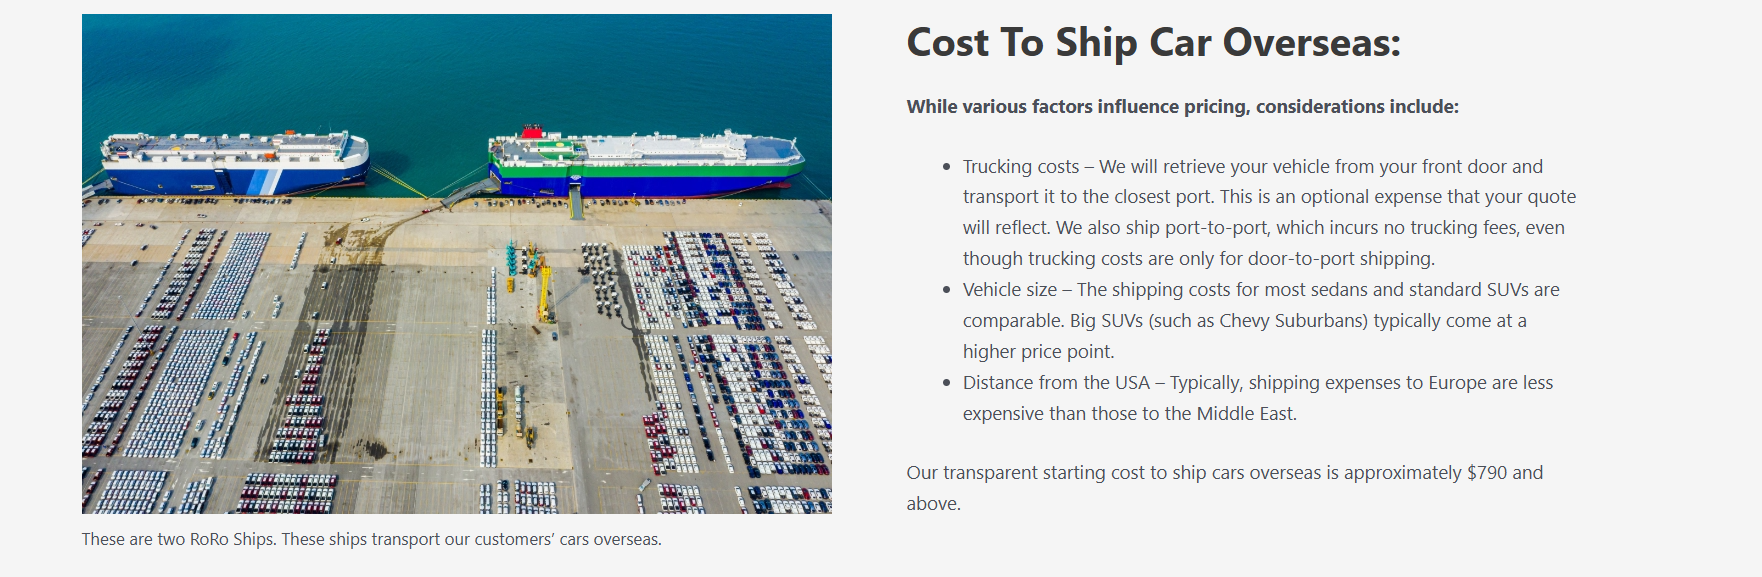 Cost To Ship Car Overseas:
While various factors influence pricing, considerations include:
• Trucking costs – We will retrieve your vehicle from your front door and
transport it to the closest port. This is an optional expense that your quote
will reflect. We also ship port-to-port, which incurs no trucking fees, even
though trucking costs are only for door-to-port shipping.
• Vehicle size – The shipping costs for most sedans and standard SUVs are
comparable. Big SUVs (such as Chevy Suburbans) typically come at a
higher price point.
• Distance from the USA – Typically, shipping expenses to Europe are less
expensive than those to the Middle East.
Our transparent starting cost to ship cars overseas is approximately $790 and
above.
These are two RoRo Ships. These ships transport our customers’ cars overseas.